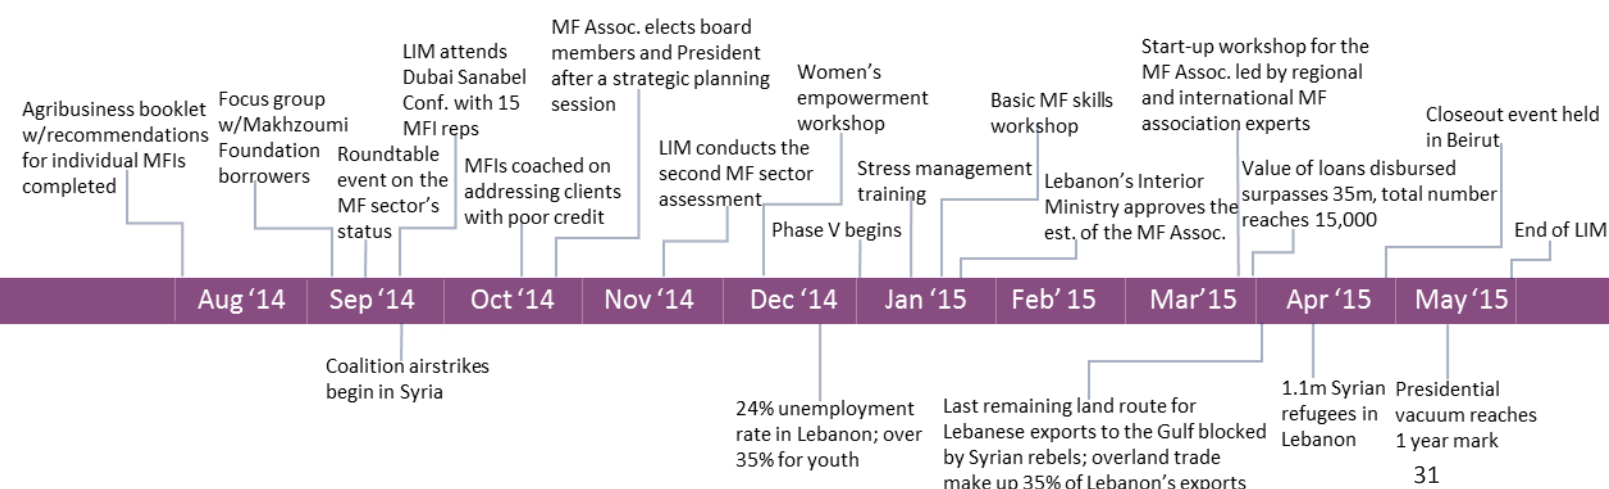 Agribusiness booklet
w/recommendations
for individual MFIs
completed
Focus group
w/Makhzoumi
Foundation
borrowers
Roundtable
event on the
MF sector's
status
LIM attends
Dubai Sanabel
Conf. with 15
MFI reps
MFIs coached on
addressing clients
with poor credit
MF Assoc. elects board
members and President
after a strategic planning
session
LIM conducts the
second MF sector
assessment
Women's
empowerment
workshop
Phase V begins
Stress management
training
Basic MF skills
workshop
Lebanon's Interior
Ministry approves the
est. of the MF Assoc.
Start-up workshop for the
MF Assoc. led by regional
and international MF
association experts
Value of loans disbursed
surpasses 35m, total number
reaches 15,000
Closeout event held
in Beirut
End of LIM
Aug '14
Sep '14
Oct '14
Nov '14
Dec '14
Jan '15
Feb' 15
Mar'15
Apr '15
May '15
Coalition airstrikes
begin in Syria
24% unemployment
rate in Lebanon; over
35% for youth
Last remaining land route for
Lebanese exports to the Gulf blocked
by Syrian rebels; overland trade
make up 35% of Lebanon's exports
1.1m Syrian
refugees in
Lebanon
Presidential
vacuum reaches
1 year mark
31